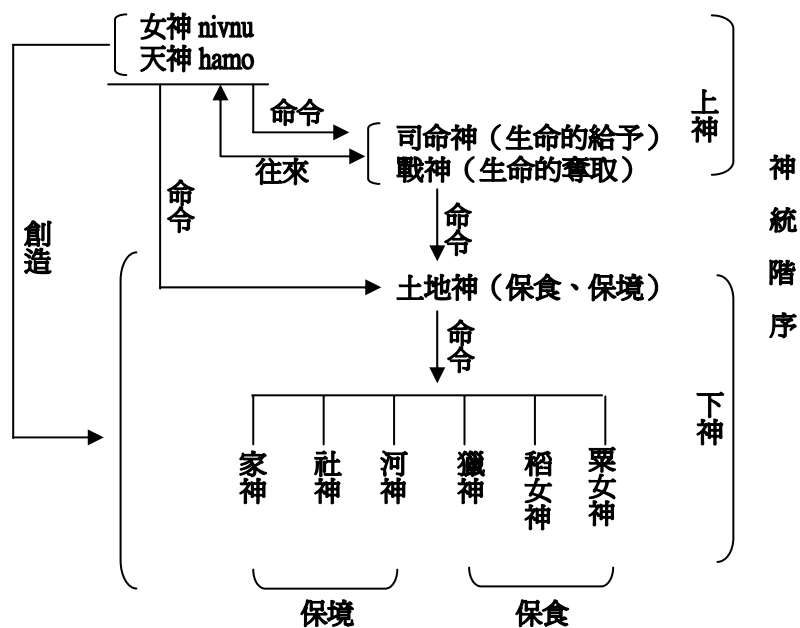 女神 nivnu
天神 hamo
命令
往來
司命神（生命的給予）
戰神（生命的奪取）
上神
神統階序
命令
創造
命令
土地神（保食、保境）
命令
下神
家神
社神
河神
獵神
稻女神
粟女神
保境
保食